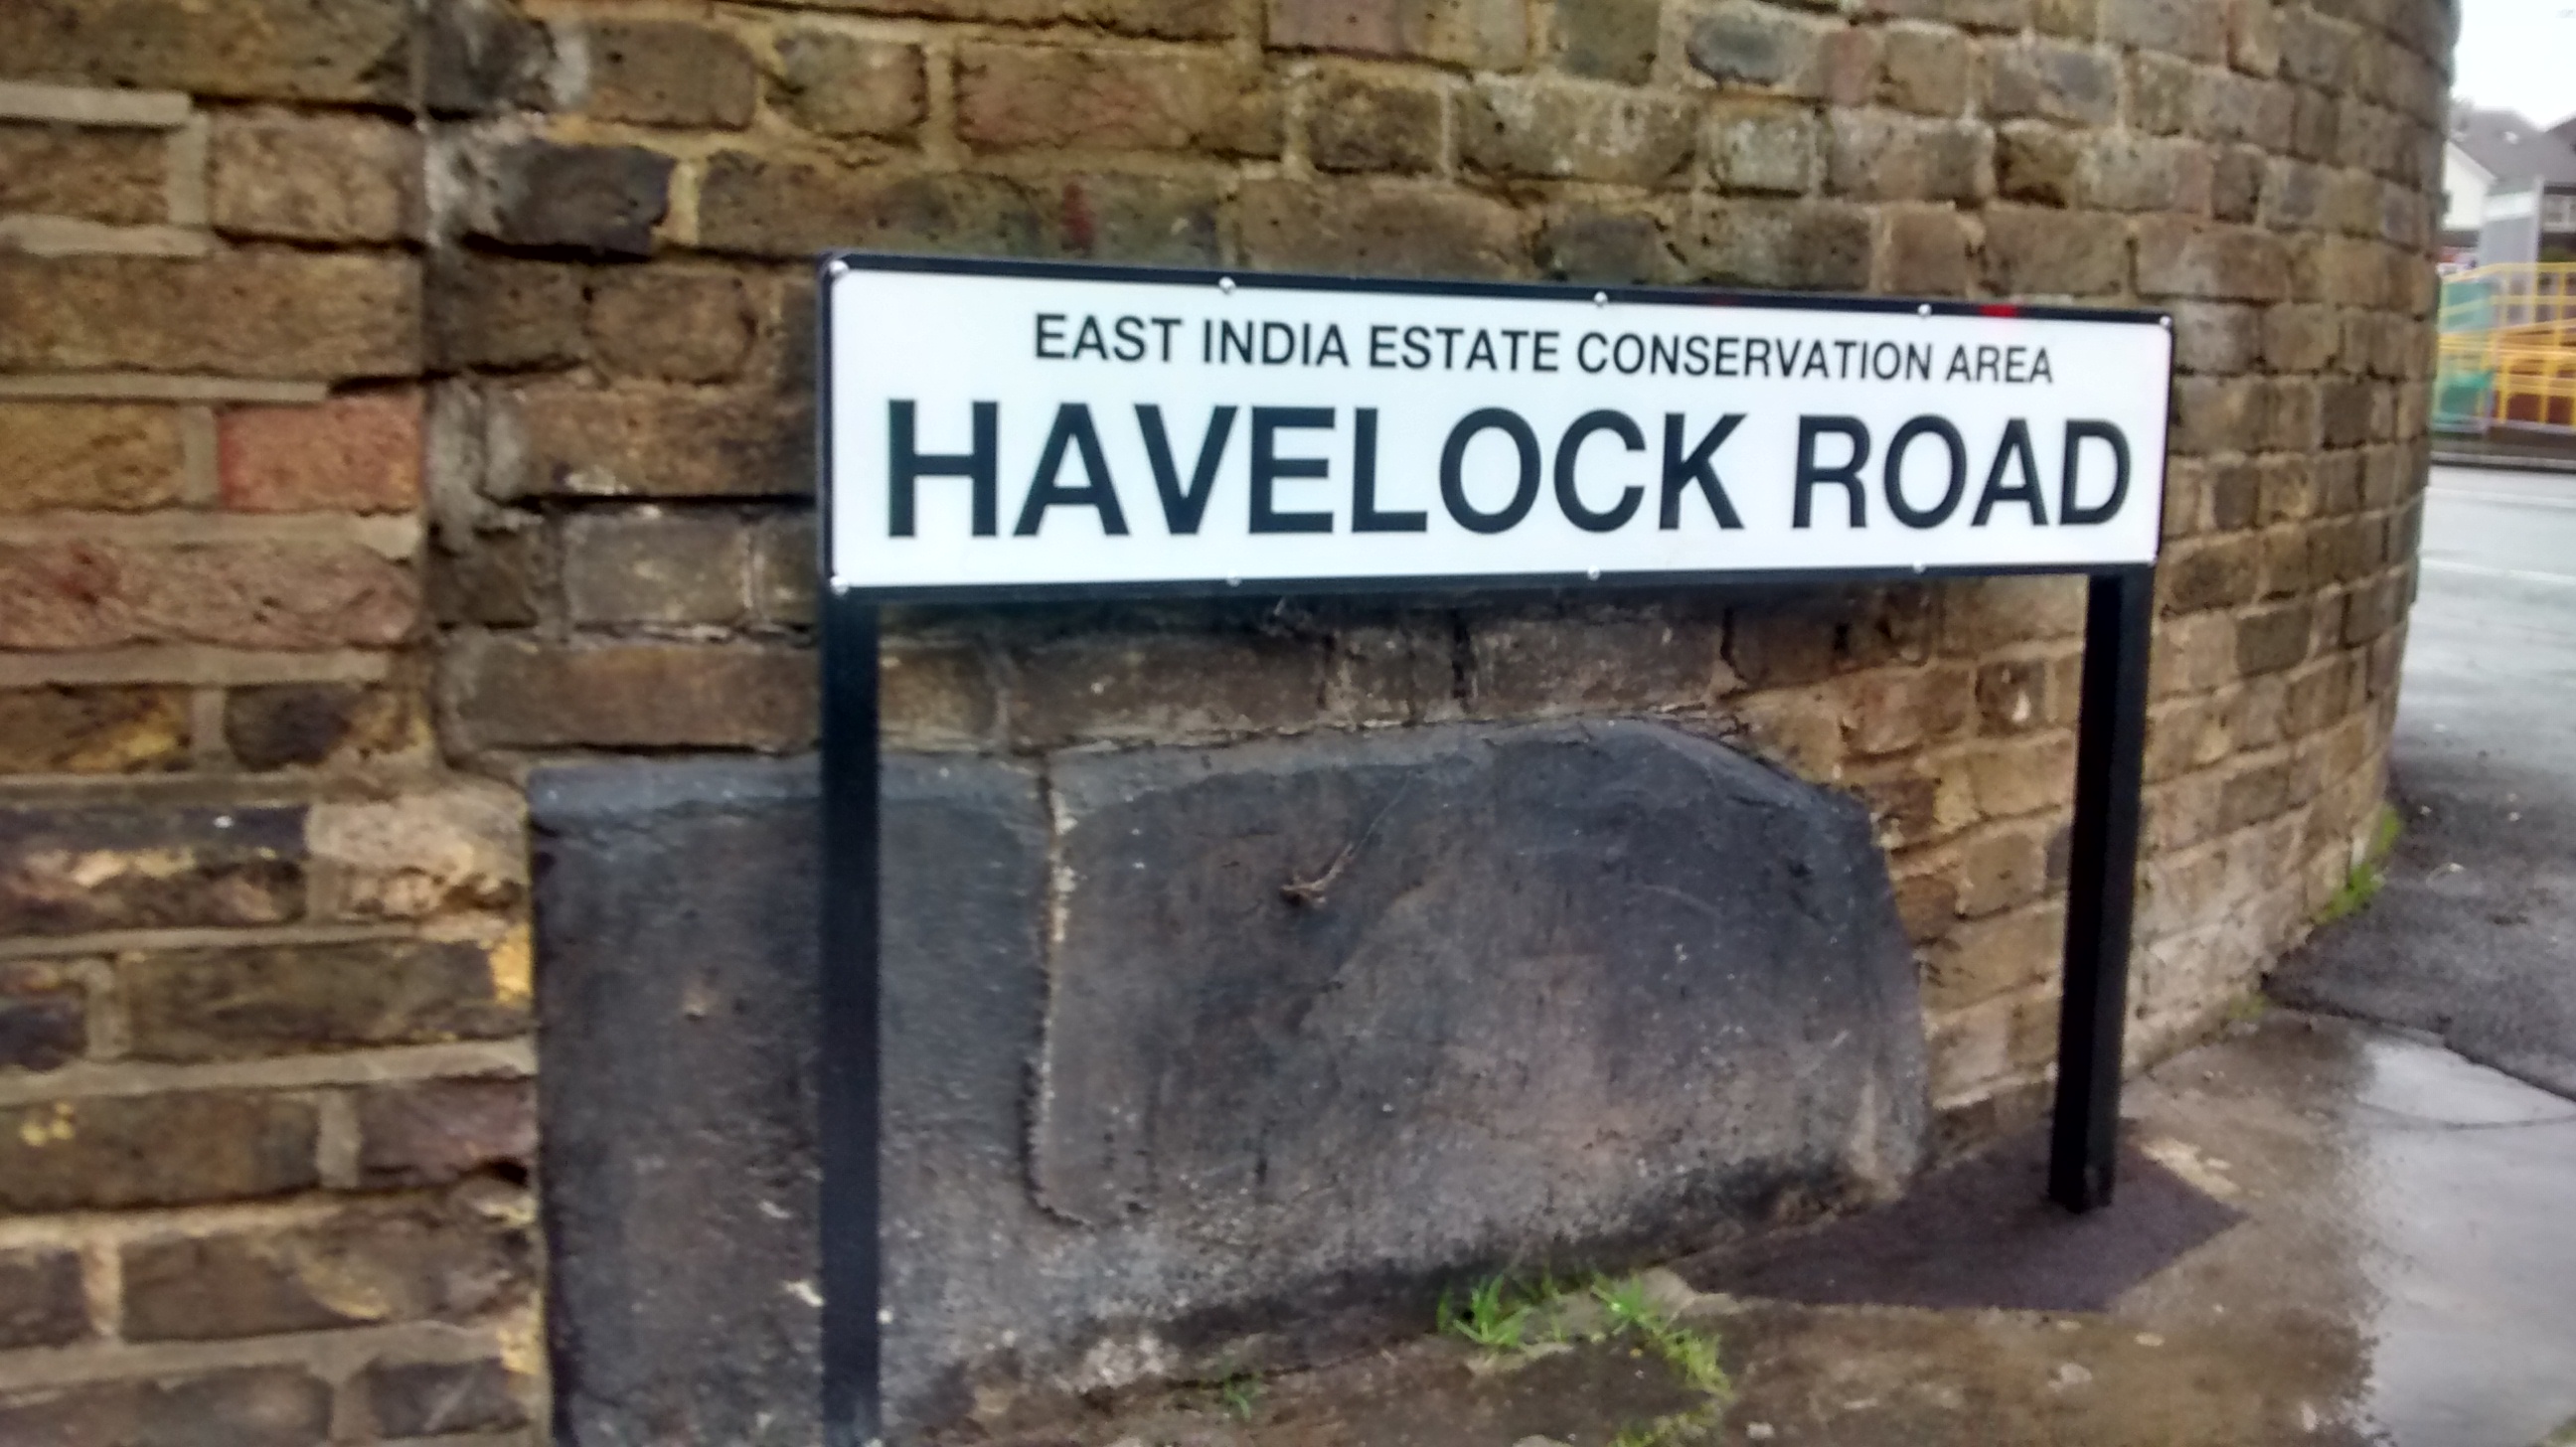 EAST INDIA ESTATE CONSERVATION AREA
HAVELOCK ROAD